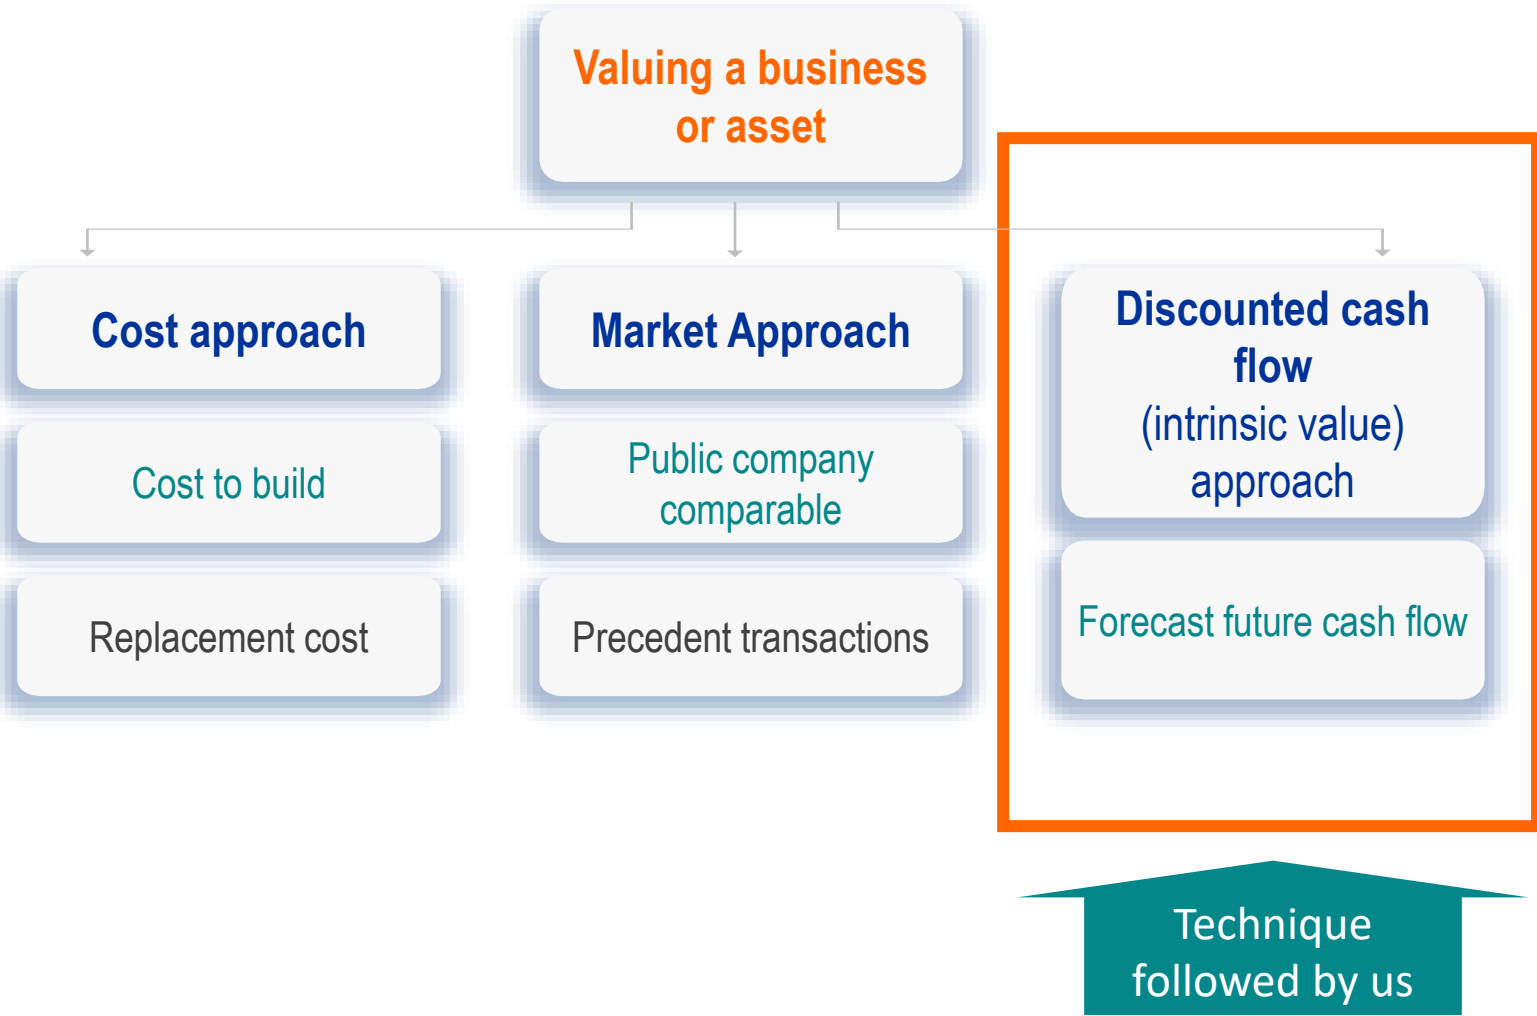 Valuing a business
or asset
Cost approach
Cost to build
Replacement cost
Market Approach
Public company
comparable
Precedent transactions
Discounted cash
flow
(intrinsic value)
approach
Forecast future cash flow
Technique
followed by us